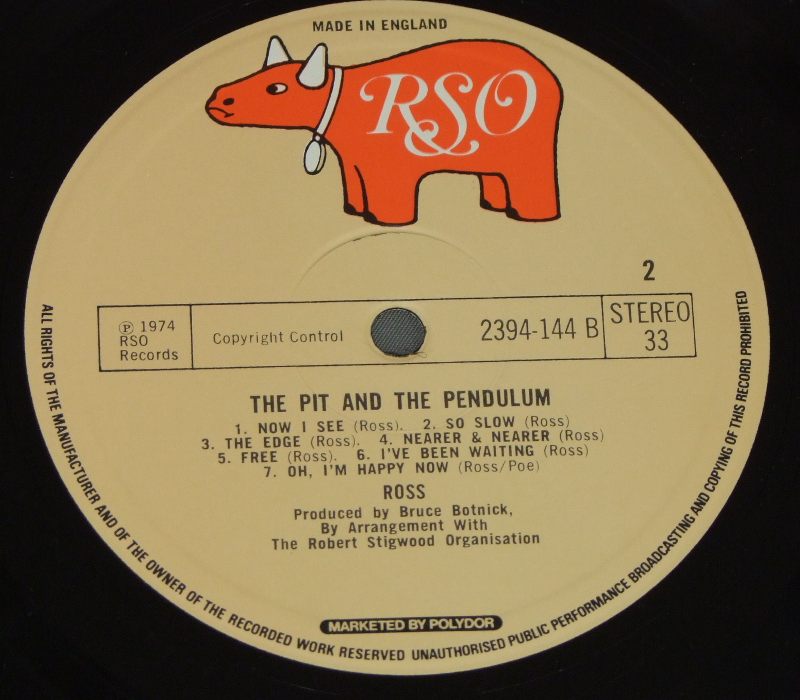 MADE IN ENGLAND
RSO
2
℗ 1974
RSO
Records
Copyright Control
2394-144 B
STEREO
33
THE PIT AND THE PENDULUM
1. NOW I SEE (Ross). 2. SO SLOW (Ross)
3. THE EDGE (Ross). 4. NEARER & NEARER (Ross)
5. FREE (Ross). 6. I'VE BEEN WAITING (Ross)
7. OH, I'M HAPPY NOW (Ross/Poe)
ROSS
Produced by Bruce Botnick,
By Arrangement With
The Robert Stigwood Organisation
MARKETED BY POLYDOR
ALL RIGHTS OF THE MANUFACTURER AND OF THE OWNER OF THE RECORDED WORK RESERVED UNAUTHORISED PUBLIC PERFORMANCE BROADCASTING AND COPYING OF THIS RECORD PROHIBITED